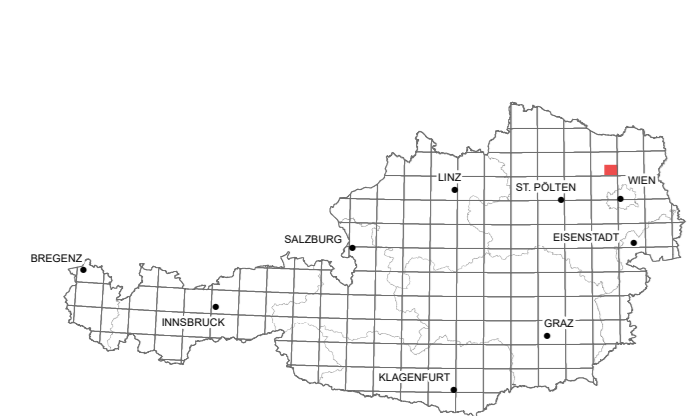 LINZ
ST. PÖLTEN
WIEN
EISENSTADT
SALZBURG
BREGENZ
INNSBRUCK
GRAZ
KLAGENFURT